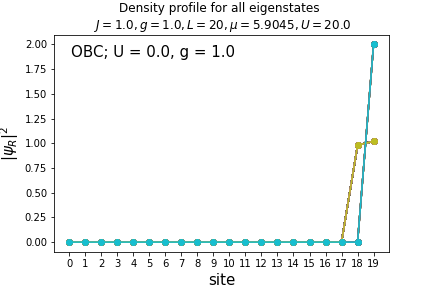 Density profile for all eigenstates
J = 1.0, g = 1.0, L = 20, μ = 5.9045, U = 20.0
OBC; U = 0.0, g = 1.0
|ψ_R|²
2.00
1.75
1.50
1.25
1.00
0.75
0.50
0.25
0.00
0 1 2 3 4 5 6 7 8 9 10 11 12 13 14 15 16 17 18 19
site